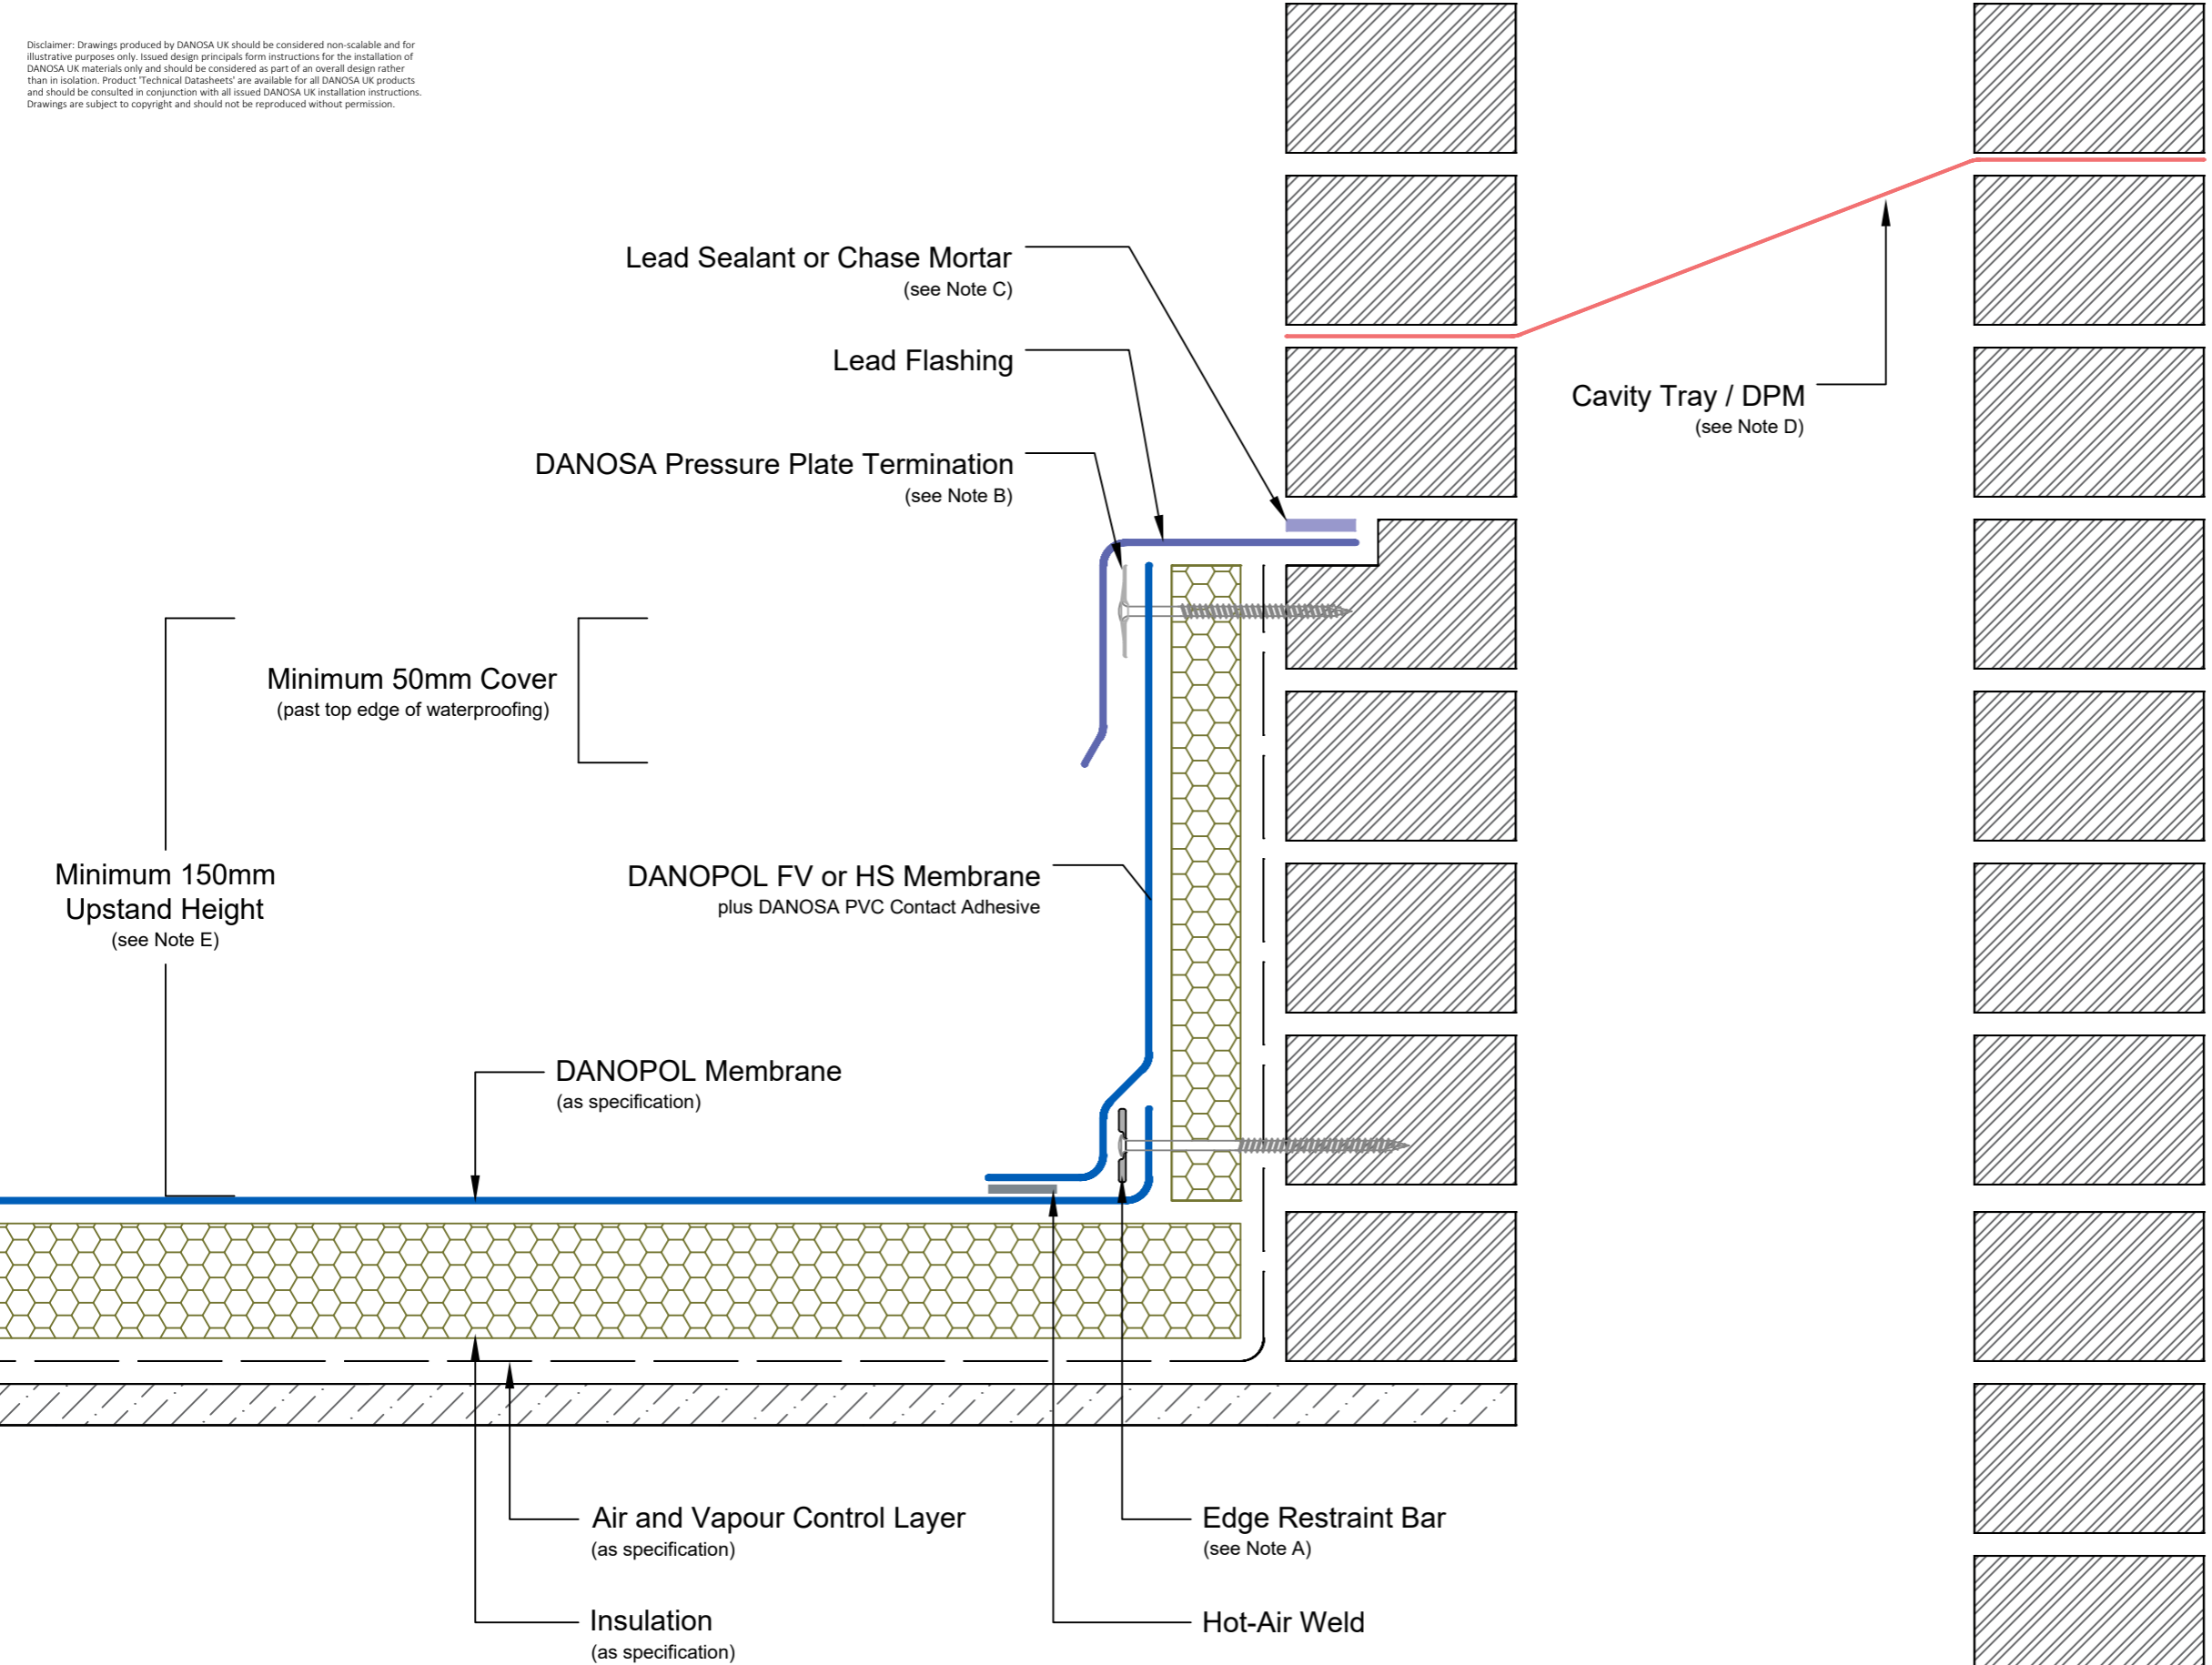 Disclaimer: Drawings produced by DANOSA UK should be considered non-scalable and for
illustrative purposes only. Issued design principals form instructions for the installation of
DANOSA UK materials only and should be considered as part of an overall design rather
than in isolation. Product 'Technical Datasheets' are available for all DANOSA UK products
and should be consulted in conjunction with all issued DANOSA UK installation instructions.
Drawings are subject to copyright and should not be reproduced without permission.
Lead Sealant or Chase Mortar
(see Note C)
Lead Flashing
Cavity Tray / DPM
(see Note D)
DANOSA Pressure Plate Termination
(see Note B)
Minimum 50mm Cover
(past top edge of waterproofing)
Minimum 150mm
Upstand Height
(see Note E)
DANOPOL FV or HS Membrane
plus DANOSA PVC Contact Adhesive
DANOPOL Membrane
(as specification)
Air and Vapour Control Layer
(as specification)
Edge Restraint Bar
(see Note A)
Insulation
(as specification)
Hot-Air Weld